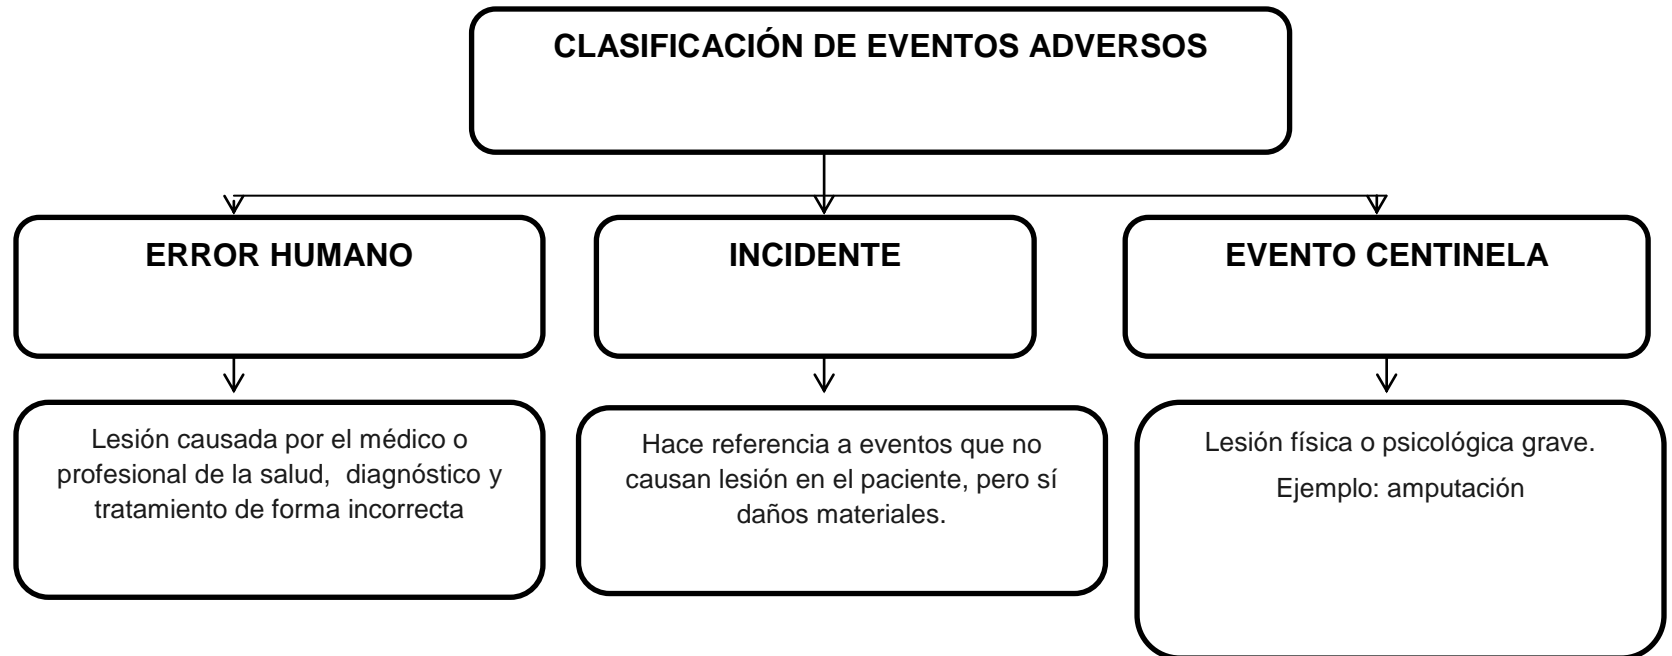 CLASIFICACIÓN DE EVENTOS ADVERSOS
ERROR HUMANO
INCIDENTE
EVENTO CENTINELA
Lesión causada por el médico o
profesional de la salud, diagnóstico y
tratamiento de forma incorrecta
Hace referencia a eventos que no
causan lesión en el paciente, pero sí
daños materiales.
Lesión física o psicológica grave.
Ejemplo: amputación